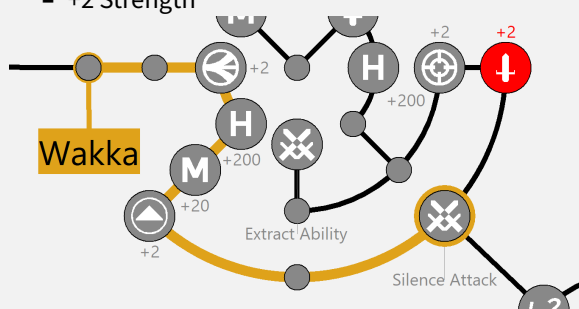 - +2 Strength
M
+2
+2
+2
H
+200
H
+200
Wakka
M
+20
Extract Ability
+2
Silence Attack